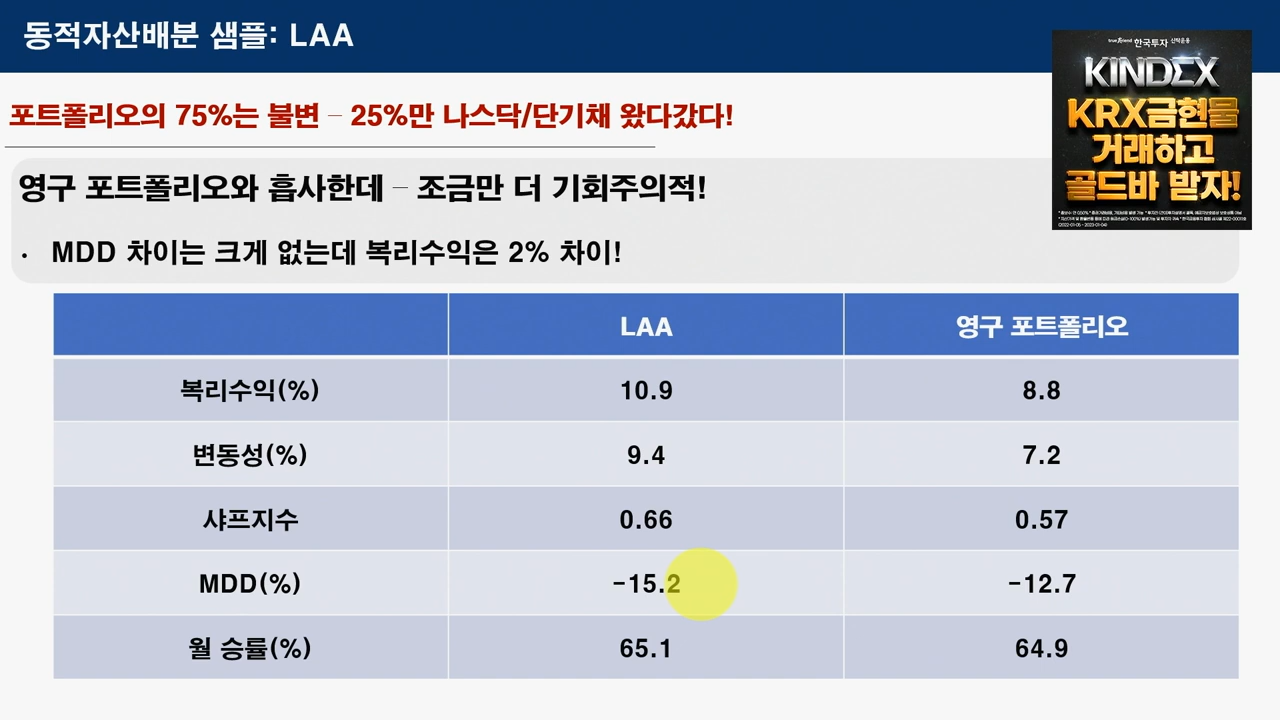 동적자산배분 샘플: LAA
한국투자 신탁운용
KINDEX
KRX금현물
거래하고
골드바 받자!
포트폴리오의 75%는 불변 – 25%만 나스닥/단기채 왔다갔다!
영구 포트폴리오와 흡사한데 – 조금만 더 기회주의적!
• MDD 차이는 크게 없는데 복리수익은 2% 차이!
LAA 영구 포트폴리오
복리수익(%) 10.9 8.8
변동성(%) 9.4 7.2
샤프지수 0.66 0.57
MDD(%) -15.2 -12.7
월 승률(%) 65.1 64.9